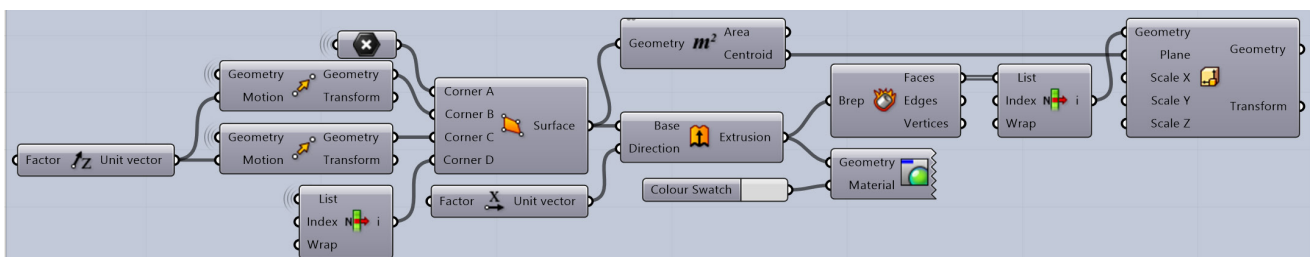 Factor Z Unit vector
Geometry Geometry
Motion Transform
Geometry Geometry
Motion Transform
List
Index N i
Wrap
Corner A
Corner B
Corner C
Corner D
Surface
Factor X Unit vector
Geometry m² Area
Centroid
Base
Direction
Extrusion
Colour Swatch
Brep
Faces
Edges
Vertices
Geometry
Material
List
Index N i
Wrap
Geometry
Plane
Scale X
Scale Y
Scale Z
Geometry
Transform